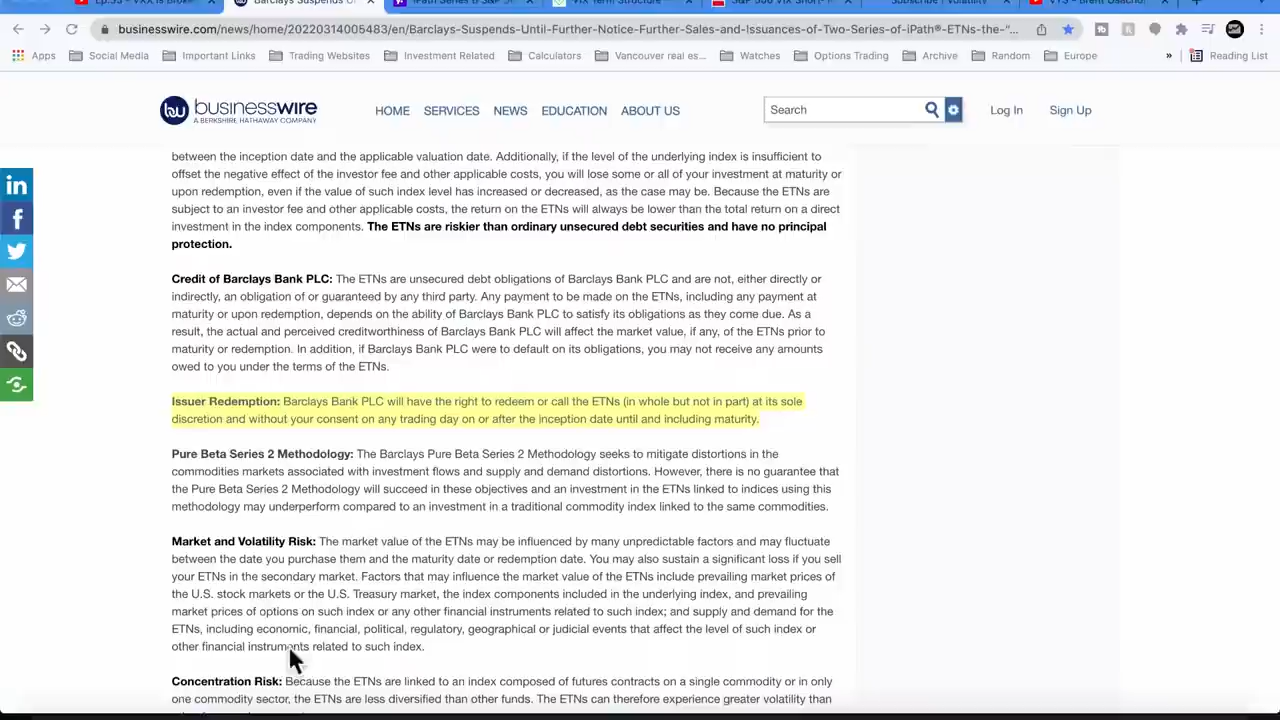 Barclays Suspends
businesswire.com/news/home/20220314005483/en/Barclays-Suspends-Until-Further-Notice-Further-Sales-and-Issuances-of-Two-Series-of-iPath®-ETNs-the-“...
Apps Social Media Important Links Trading Websites Investment Related Calculators Vancouver real es... Watches Options Trading Archive Random Europe » Reading List
businesswire
A BERKSHIRE HATHAWAY COMPANY
HOME SERVICES NEWS EDUCATION ABOUT US Search Log In Sign Up
between the inception date and the applicable valuation date. Additionally, if the level of the underlying index is insufficient to
offset the negative effect of the investor fee and other applicable costs, you will lose some or all of your investment at maturity or
upon redemption, even if the value of such index level has increased or decreased, as the case may be. Because the ETNs are
subject to an investor fee and other applicable costs, the return on the ETNs will always be lower than the total return on a direct
investment in the index components. The ETNs are riskier than ordinary unsecured debt securities and have no principal
protection.
Credit of Barclays Bank PLC: The ETNs are unsecured debt obligations of Barclays Bank PLC and are not, either directly or
indirectly, an obligation of or guaranteed by any third party. Any payment to be made on the ETNs, including any payment at
maturity or upon redemption, depends on the ability of Barclays Bank PLC to satisfy its obligations as they come due. As a
result, the actual and perceived creditworthiness of Barclays Bank PLC will affect the market value, if any, of the ETNs prior to
maturity or redemption. In addition, if Barclays Bank PLC were to default on its obligations, you may not receive any amounts
owed to you under the terms of the ETNs.
Issuer Redemption: Barclays Bank PLC will have the right to redeem or call the ETNs (in whole but not in part) at its sole
discretion and without your consent on any trading day on or after the inception date until and including maturity.
Pure Beta Series 2 Methodology: The Barclays Pure Beta Series 2 Methodology seeks to mitigate distortions in the
commodities markets associated with investment flows and supply and demand distortions. However, there is no guarantee that
the Pure Beta Series 2 Methodology will succeed in these objectives and an investment in the ETNs linked to indices using this
methodology may underperform compared to an investment in a traditional commodity index linked to the same commodities.
Market and Volatility Risk: The market value of the ETNs may be influenced by many unpredictable factors and may fluctuate
between the date you purchase them and the maturity date or redemption date. You may also sustain a significant loss if you sell
your ETNs in the secondary market. Factors that may influence the market value of the ETNs include prevailing market prices of
the U.S. stock markets or the U.S. Treasury market, the index components included in the underlying index, and prevailing
market prices of options on such index or any other financial instruments related to such index; and supply and demand for the
ETNs, including economic, financial, political, regulatory, geographical or judicial events that affect the level of such index or
other financial instruments related to such index.
Concentration Risk: Because the ETNs are linked to an index composed of futures contracts on a single commodity or in only
one commodity sector, the ETNs are less diversified than other funds. The ETNs can therefore experience greater volatility than